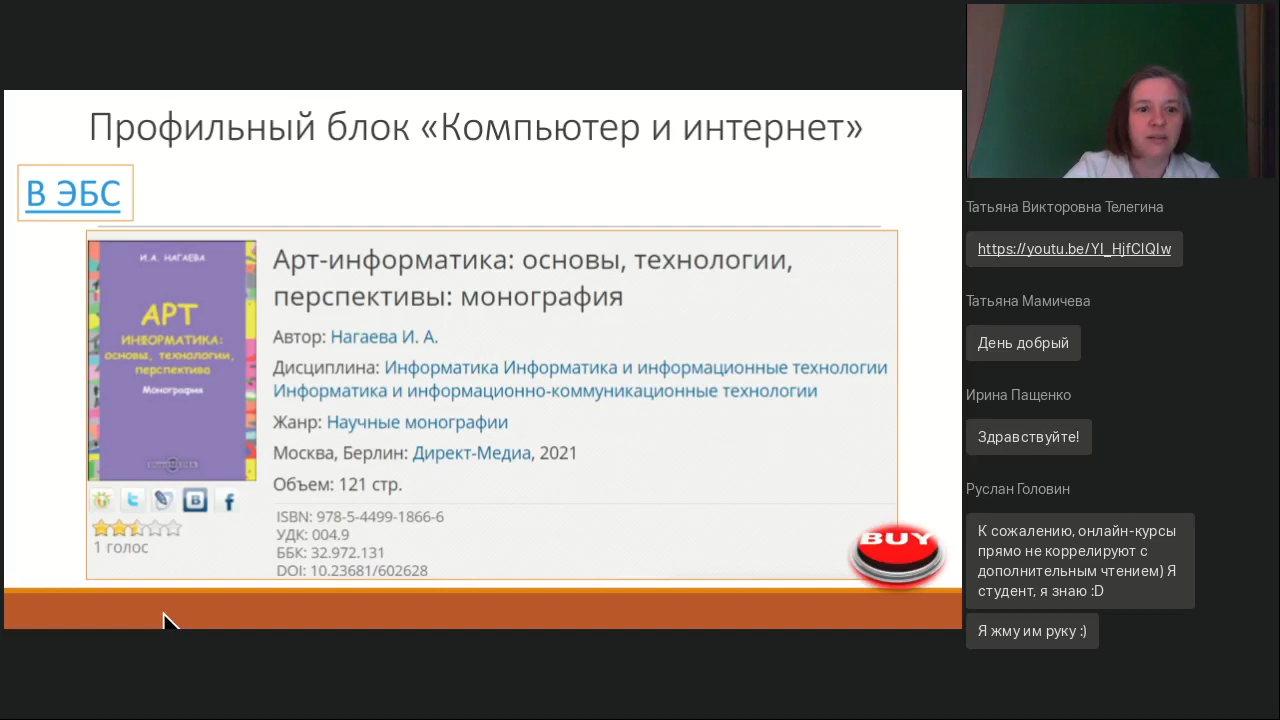 Профильный блок «Компьютер и интернет»
В ЭБС
И.А. НАГАЕВА
АРТ
ИНФОРМАТИКА:
основы, технологии,
перспектива
Монография
Арт-информатика: основы, технологии,
перспективы: монография
Автор: Нагаева И. А.
Дисциплина: Информатика Информатика и информационные технологии
Информатика и информационно-коммуникационные технологии
Жанр: Научные монографии
Москва, Берлин: Директ-Медиа, 2021
Объем: 121 стр.
ISBN: 978-5-4499-1866-6
УДК: 004.9
ББК: 32.972.131
DOI: 10.23681/602628
1 голос
BUY
Татьяна Викторовна Телегина
https://youtu.be/YI_HjfClQIw
Татьяна Мамичева
День добрый
Ирина Пащенко
Здравствуйте!
Руслан Головин
К сожалению, онлайн-курсы
прямо не коррелируют с
дополнительным чтением) Я
студент, я знаю :D
Я жму им руку :)